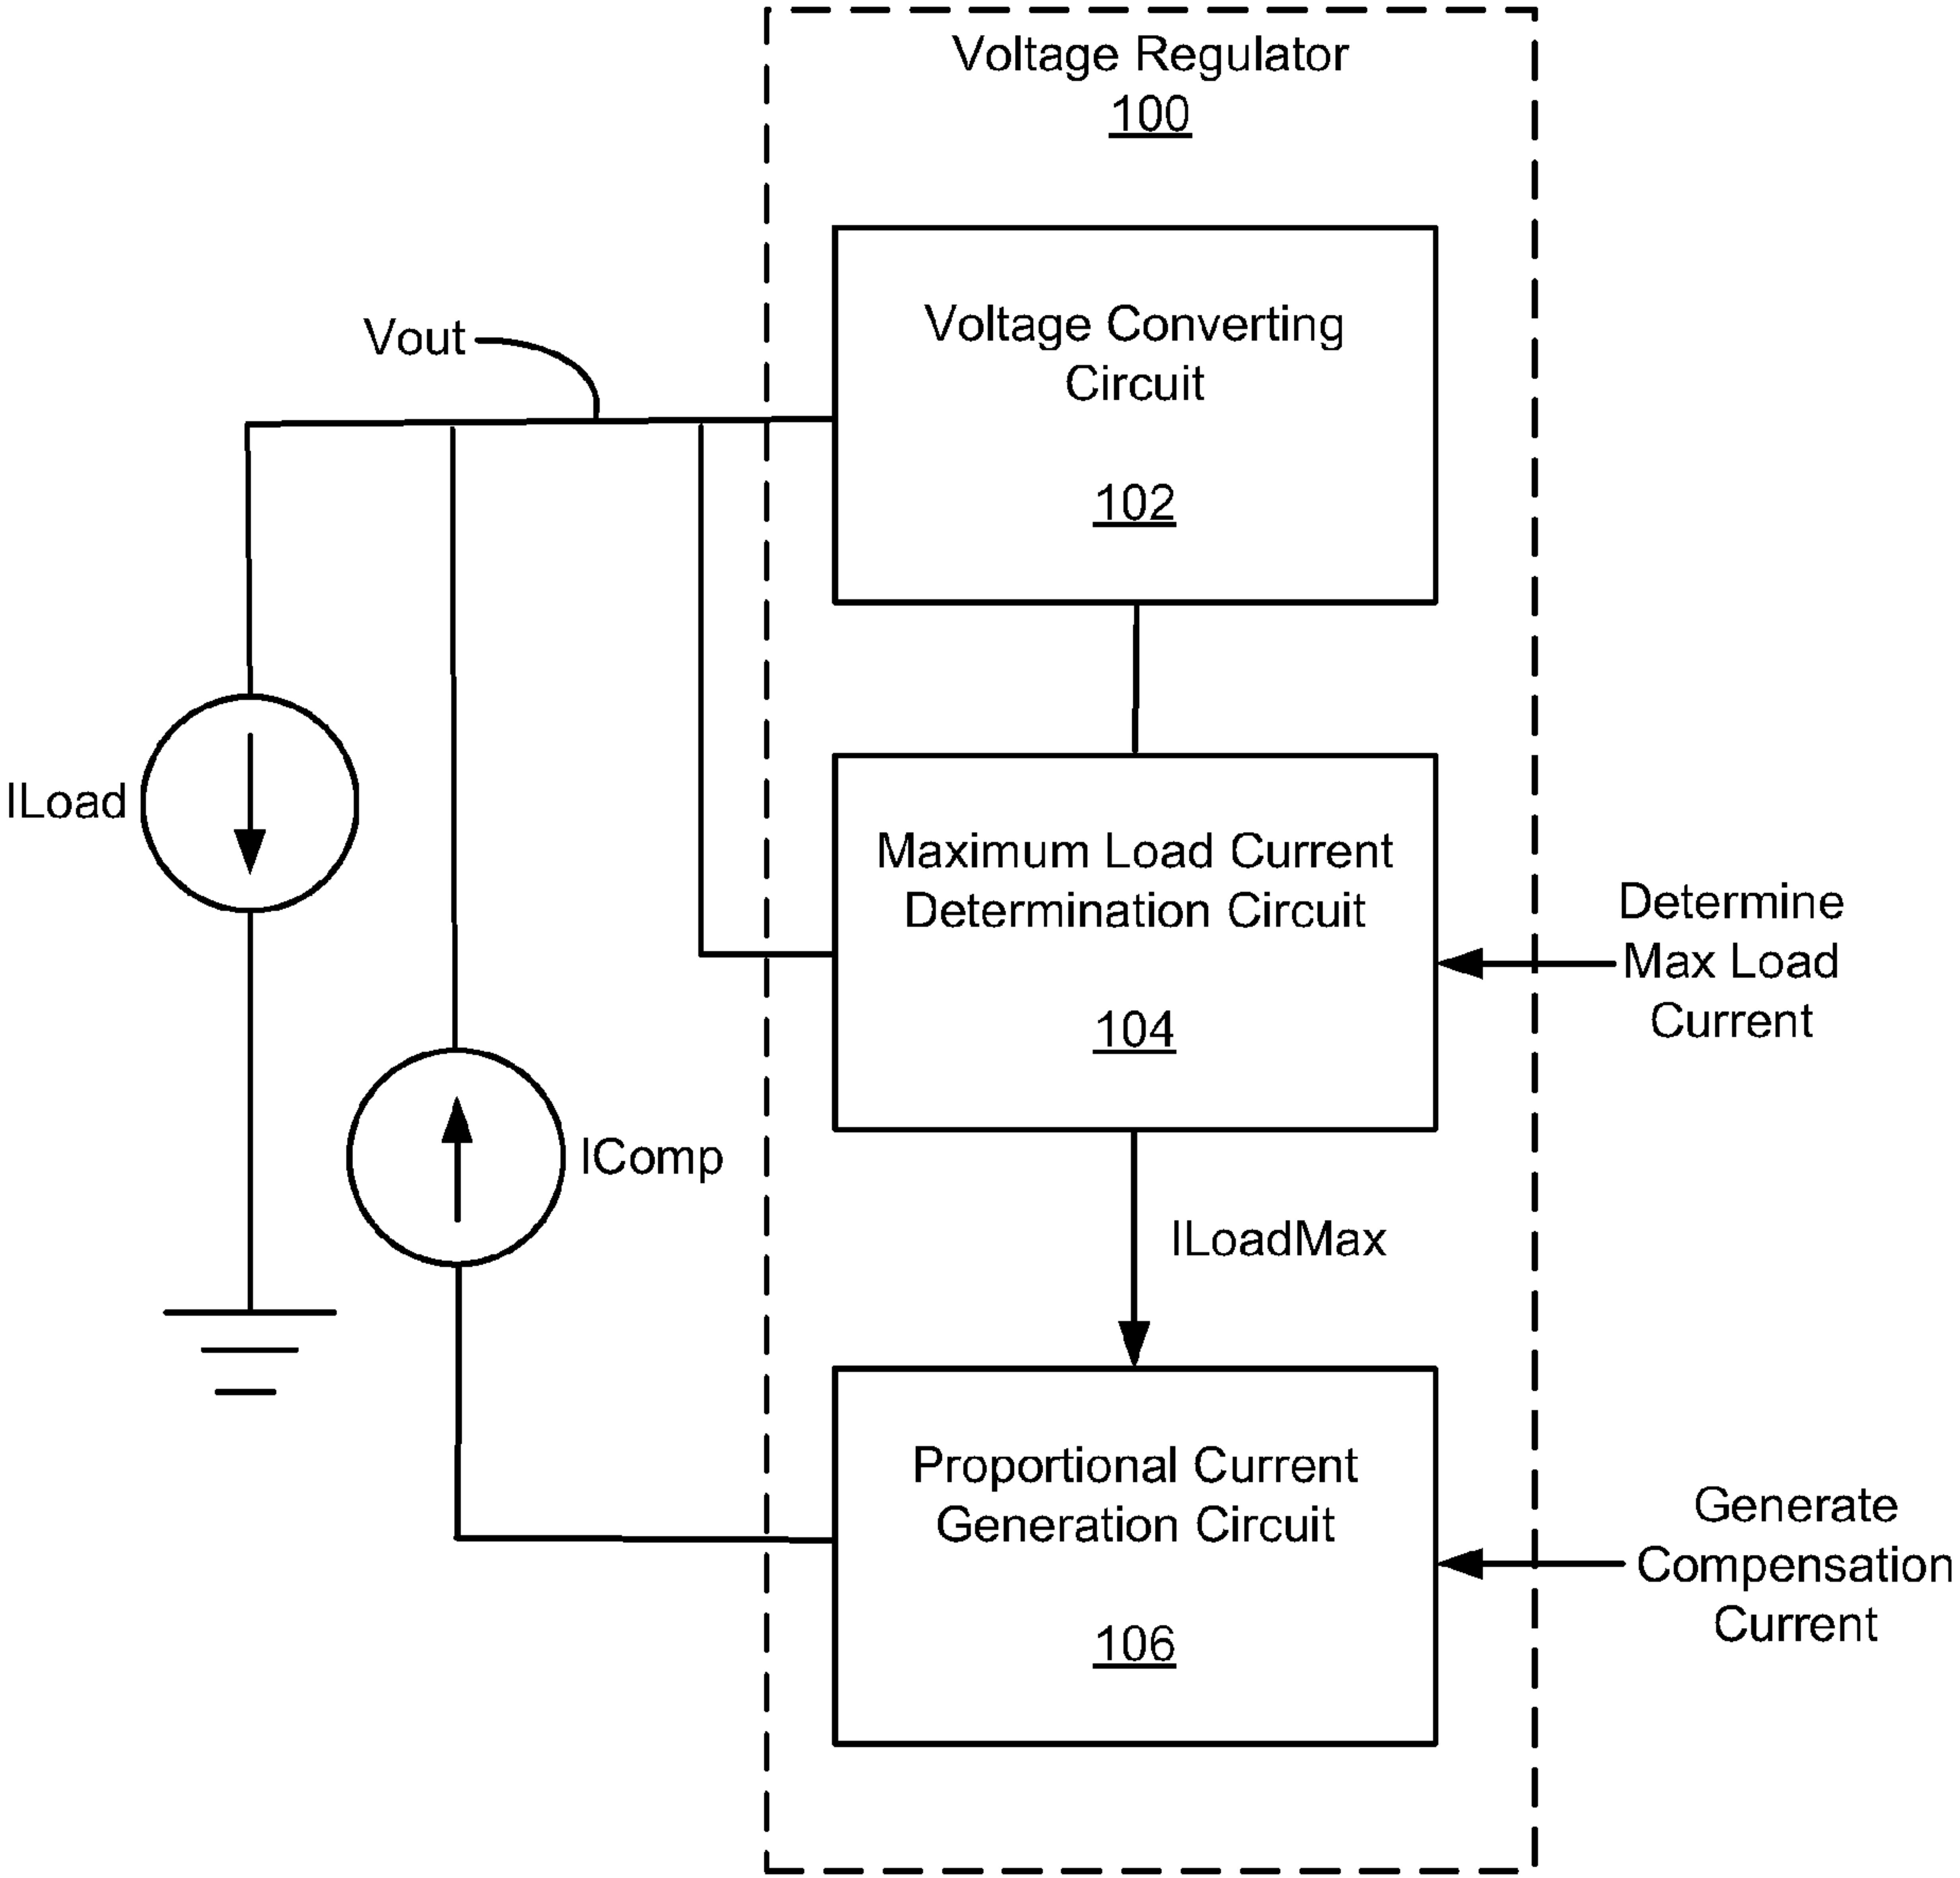 Voltage Regulator
100
Voltage Converting
Circuit
102
Vout
ILoad
Maximum Load Current
Determination Circuit
104
Determine
Max Load
Current
IComp
ILoadMax
Proportional Current
Generation Circuit
106
Generate
Compensation
Current